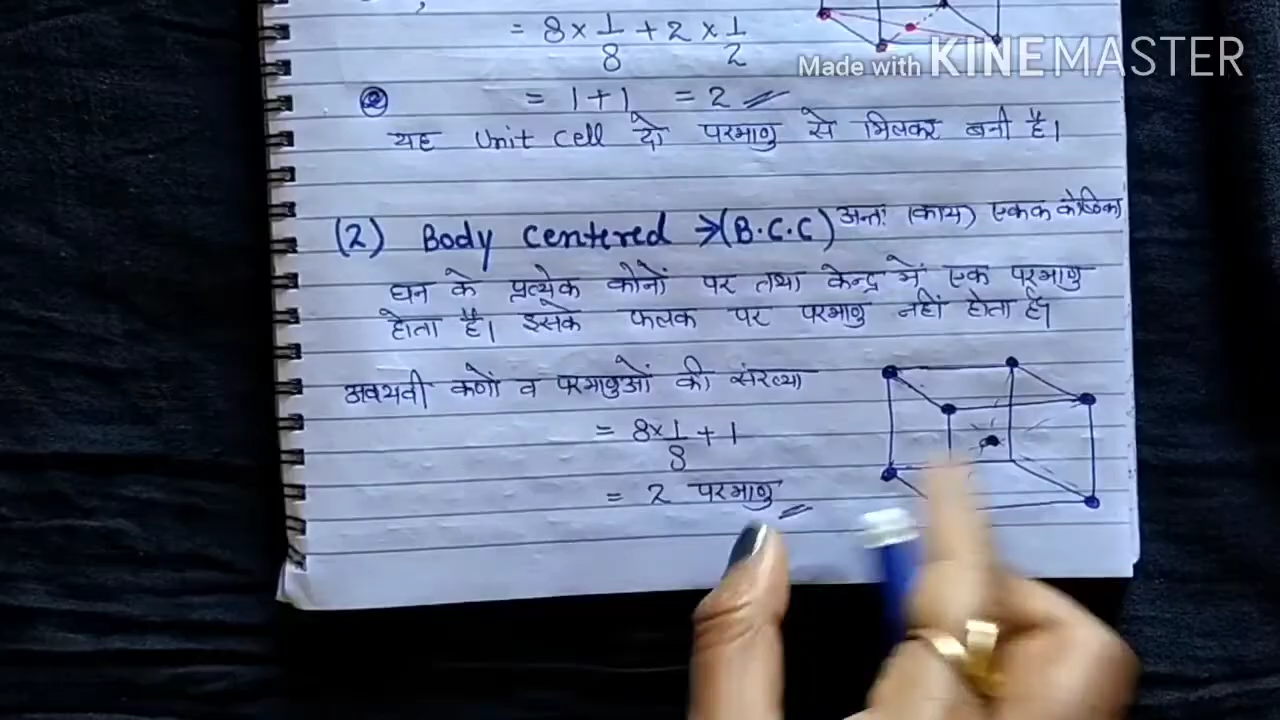 = 8 × 1/8 + 2 × 1/2
Made with KINEMASTER
= 1 + 1 = 2
यह Unit Cell दो परमाणु से मिलकर बनी है।
(2) Body Centered → (B.C.C) अन्तः (काय) एकक कोष्ठिका
घन के प्रत्येक कोनों पर तथा केन्द्र में एक परमाणु
होता है। इसके फलक पर परमाणु नहीं होता है।
अवयवी कणों व परमाणुओं की संख्या
= 8 × 1/8 + 1
= 2 परमाणु